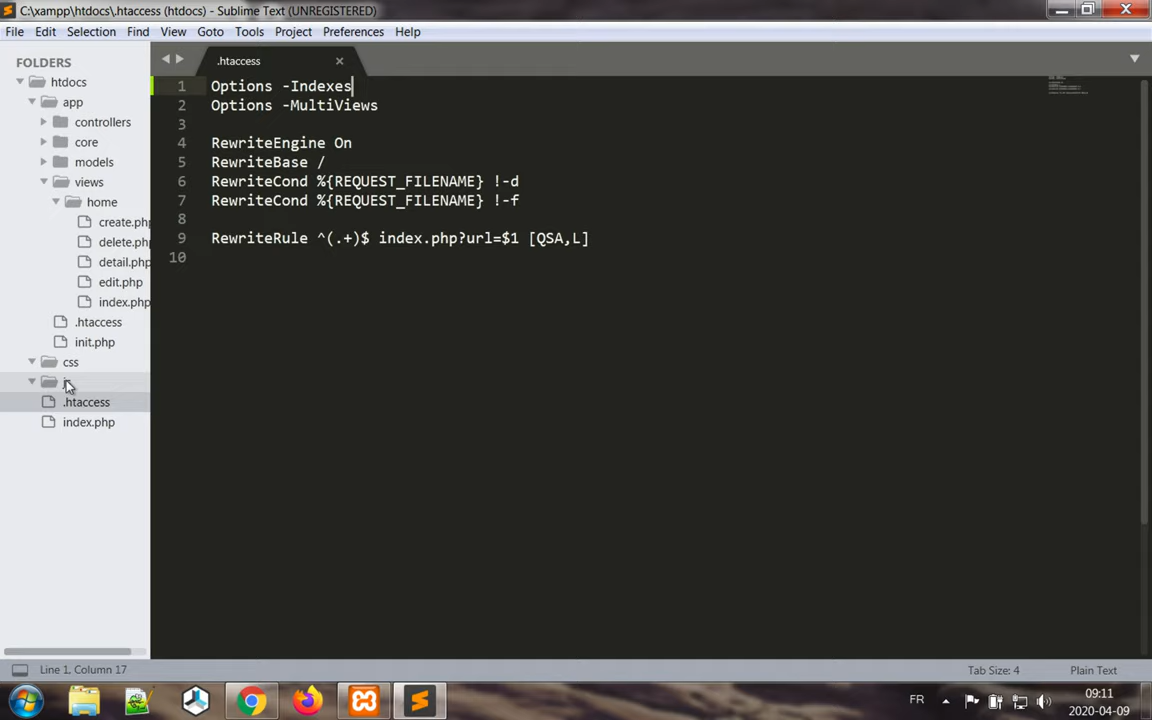 C:\xampp\htdocs\.htaccess (htdocs) - Sublime Text (UNREGISTERED)
File Edit Selection Find View Goto Tools Project Preferences Help
FOLDERS
htdocs
app
controllers
core
models
views
home
create.php
delete.php
detail.php
edit.php
index.php
.htaccess
init.php
css
.htaccess
index.php
.htaccess
1 Options -Indexes
2 Options -MultiViews
3
4 RewriteEngine On
5 RewriteBase /
6 RewriteCond %{REQUEST_FILENAME} !-d
7 RewriteCond %{REQUEST_FILENAME} !-f
8
9 RewriteRule ^(.+)$ index.php?url=$1 [QSA,L]
10
Line 1, Column 17
Tab Size: 4
Plain Text
FR
09:11
2020-04-09